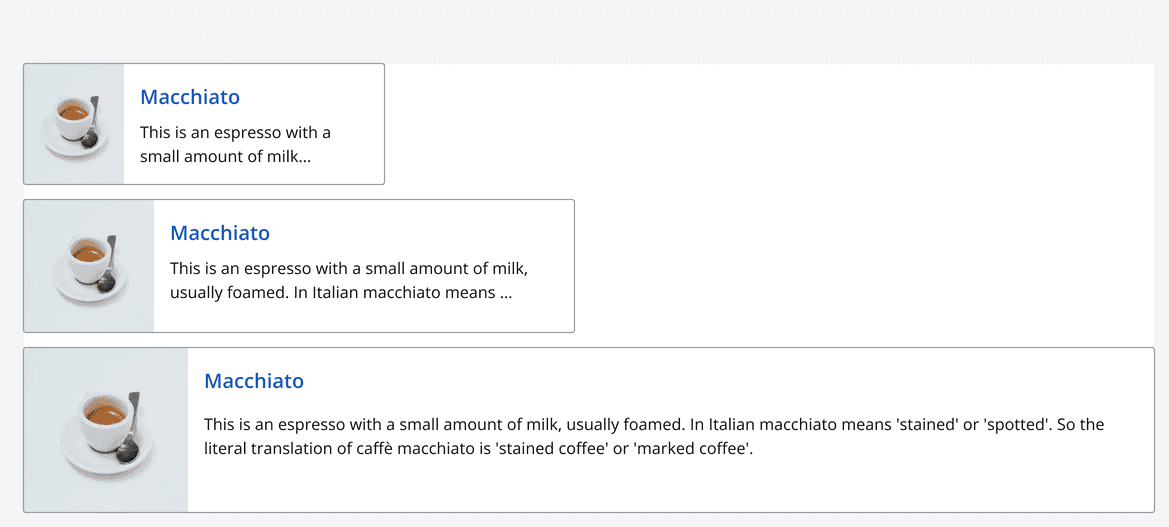 Macchiato
This is an espresso with a
small amount of milk...
Macchiato
This is an espresso with a small amount of milk,
usually foamed. In Italian macchiato means ...
Macchiato
This is an espresso with a small amount of milk, usually foamed. In Italian macchiato means 'stained' or 'spotted'. So the
literal translation of caffè macchiato is 'stained coffee' or 'marked coffee'.